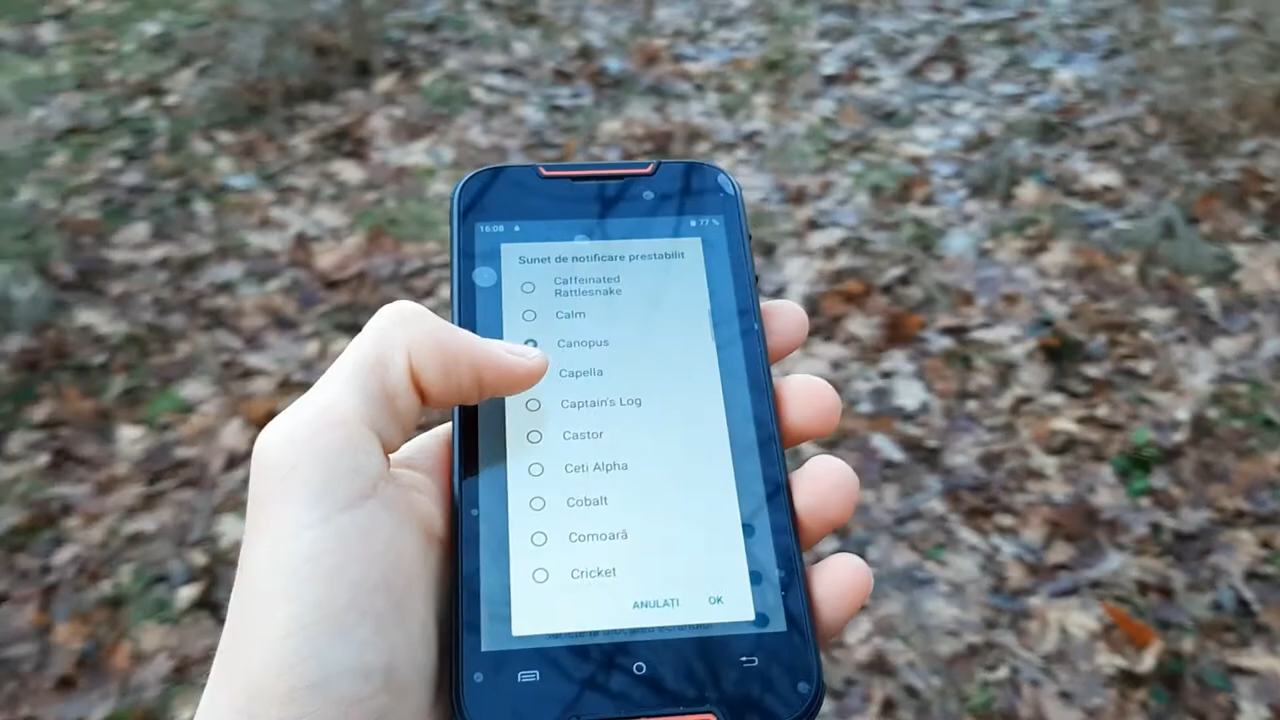 16:08
77 %
Sunet de notificare prestabilit
Caffeinated
Rattlesnake
Calm
Canopus
Capella
Captain's Log
Castor
Ceti Alpha
Cobalt
Comoară
Cricket
ANULAȚI OK